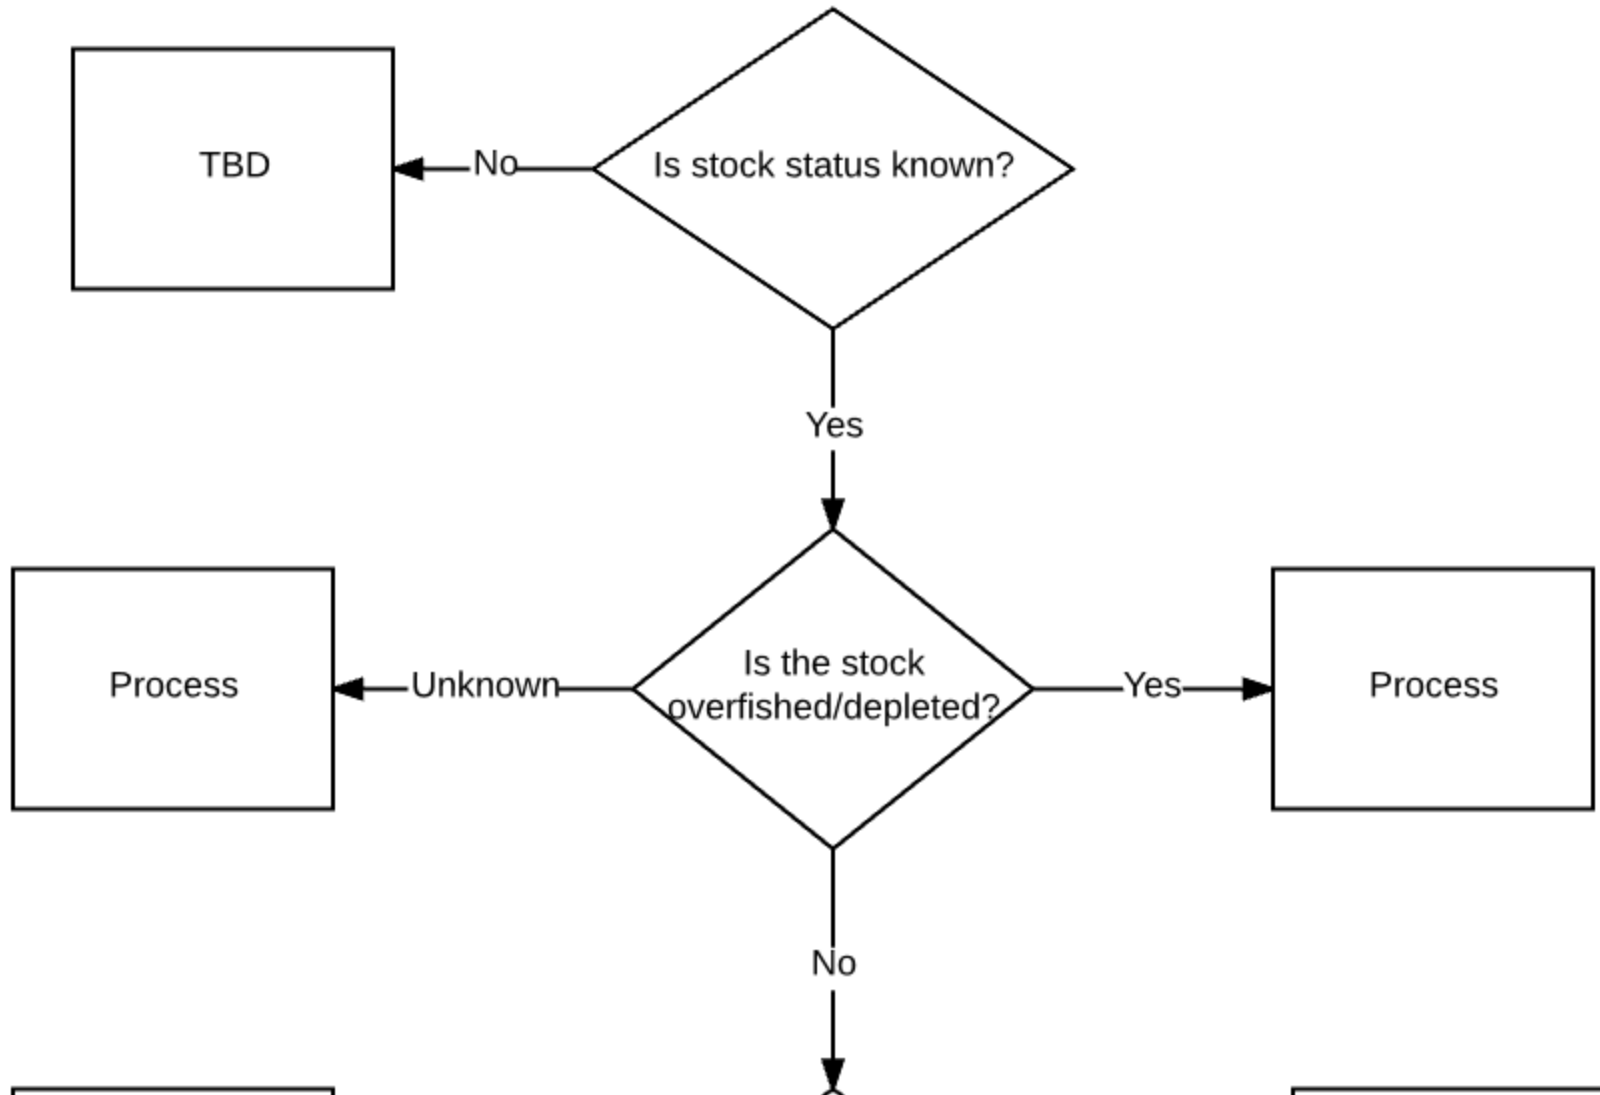 TBD
No
Is stock status known?
Yes
Process
Unknown
Is the stock
overfished/depleted?
Yes
Process
No